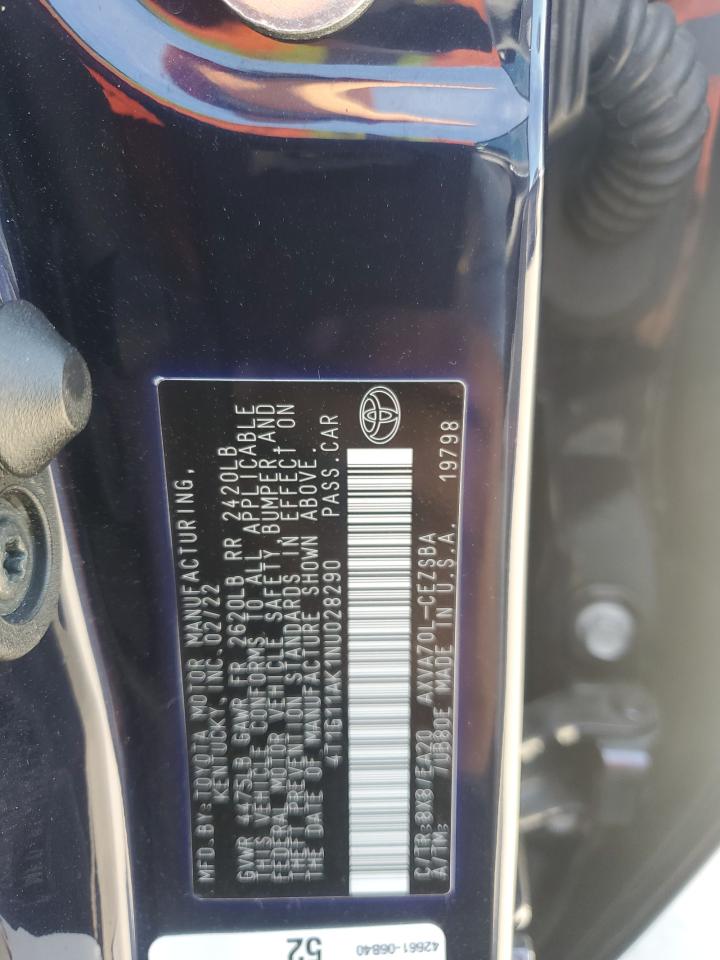 MFD.BY:TOYOTA MOTOR MANUFACTURING,
KENTUCKY, INC.02/22
GVWR 4475LB GAWR FR 2620LB RR 2420LB
THIS VEHICLE CONFORMS TO ALL APPLICABLE
FEDERAL MOTOR VEHICLE SAFETY,BUMPER,AND
THEFT PREVENTION STANDARDS IN EFFECT ON
THE DATE OF MANUFACTURE SHOWN ABOVE.
4T1G11AK1NU028290 PASS.CAR
C/TR:8X8/EA20 AXVA70L-CEZSBA
A/TM: /UB80E MADE IN U.S.A. 19798
52
42661-06B40